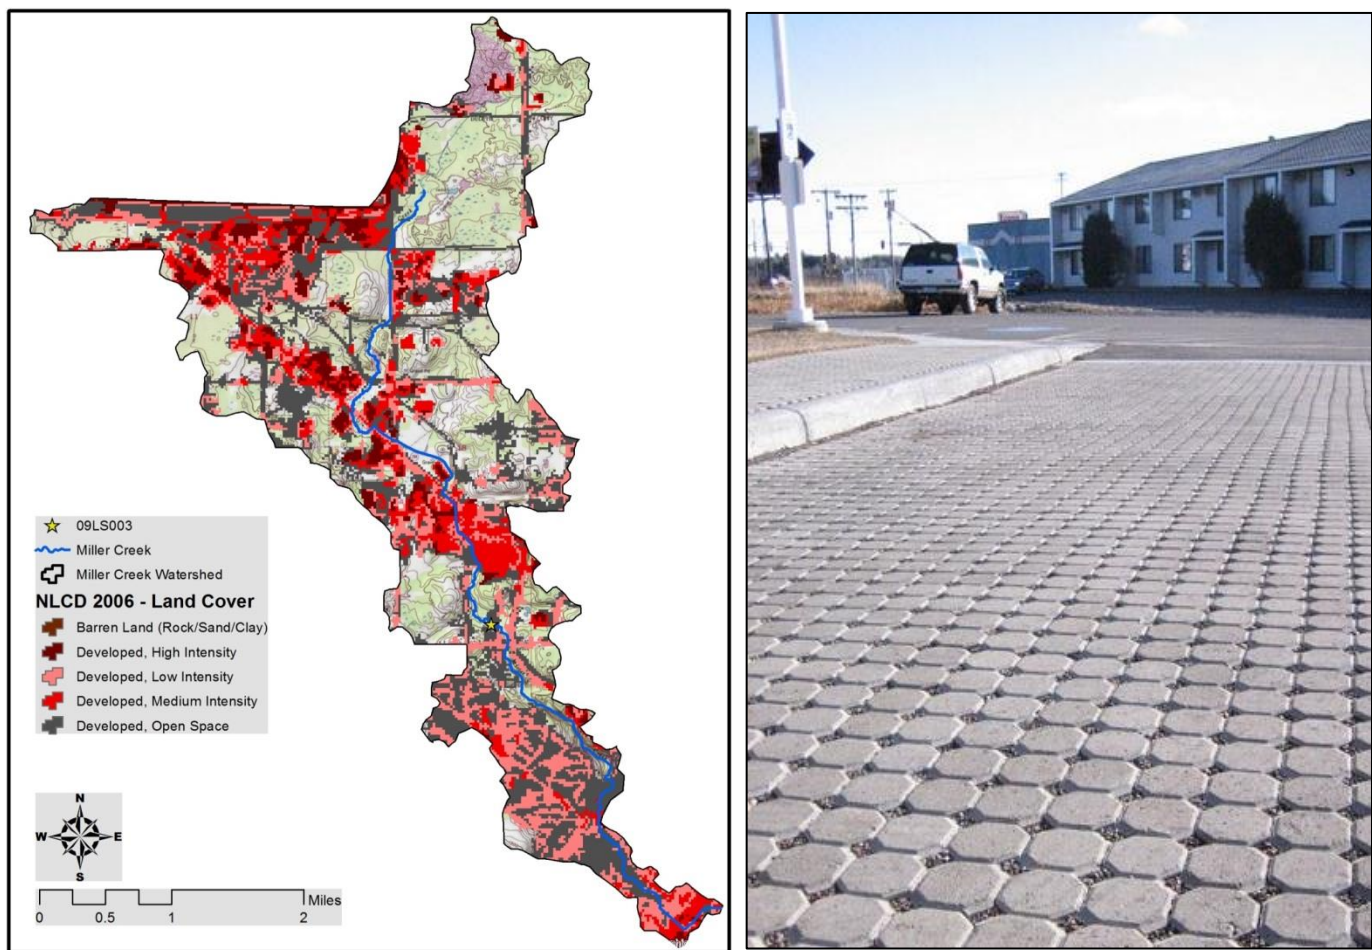 09LS003
Miller Creek
Miller Creek Watershed
NLCD 2006 - Land Cover
Barren Land (Rock/Sand/Clay)
Developed, High Intensity
Developed, Low Intensity
Developed, Medium Intensity
Developed, Open Space
N
W E
S
Miles
0 0.5 1 2